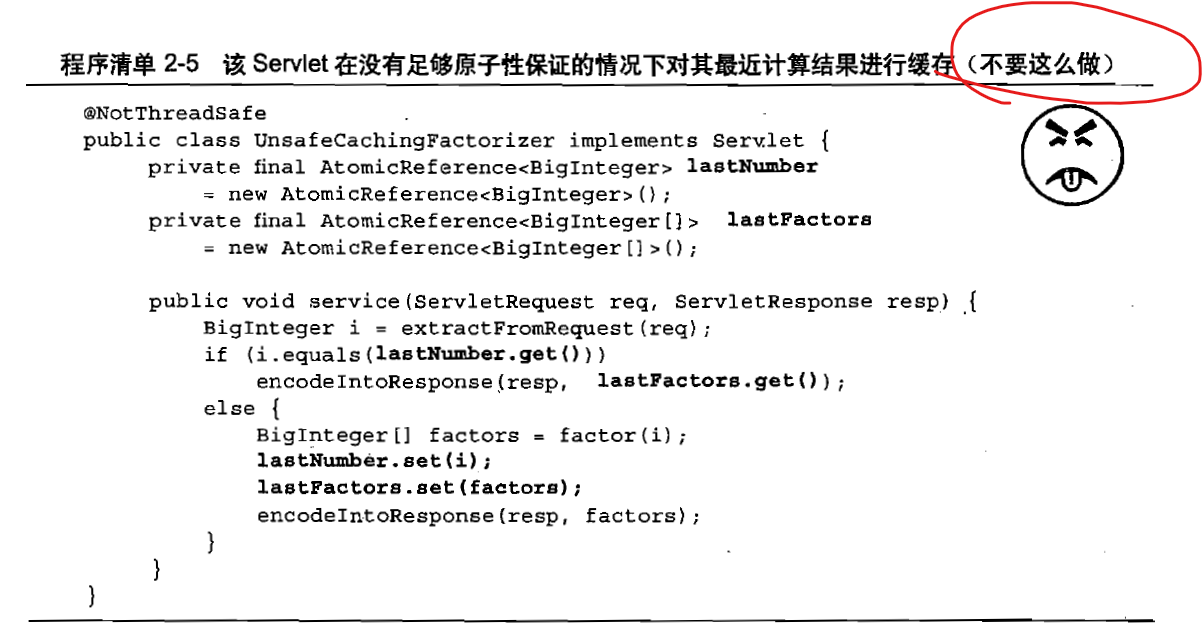 程序清单 2-5 该 Servlet 在没有足够原子性保证的情况下对其最近计算结果进行缓存（不要这么做）
@NotThreadSafe
public class UnsafeCachingFactorizer implements Servlet {
    private final AtomicReference<BigInteger> lastNumber
        = new AtomicReference<BigInteger>();
    private final AtomicReference<BigInteger[]> lastFactors
        = new AtomicReference<BigInteger[]>();
    public void service(ServletRequest req, ServletResponse resp) {
        BigInteger i = extractFromRequest(req);
        if (i.equals(lastNumber.get()))
            encodeIntoResponse(resp, lastFactors.get());
        else {
            BigInteger[] factors = factor(i);
            lastNumber.set(i);
            lastFactors.set(factors);
            encodeIntoResponse(resp, factors);
        }
    }
}